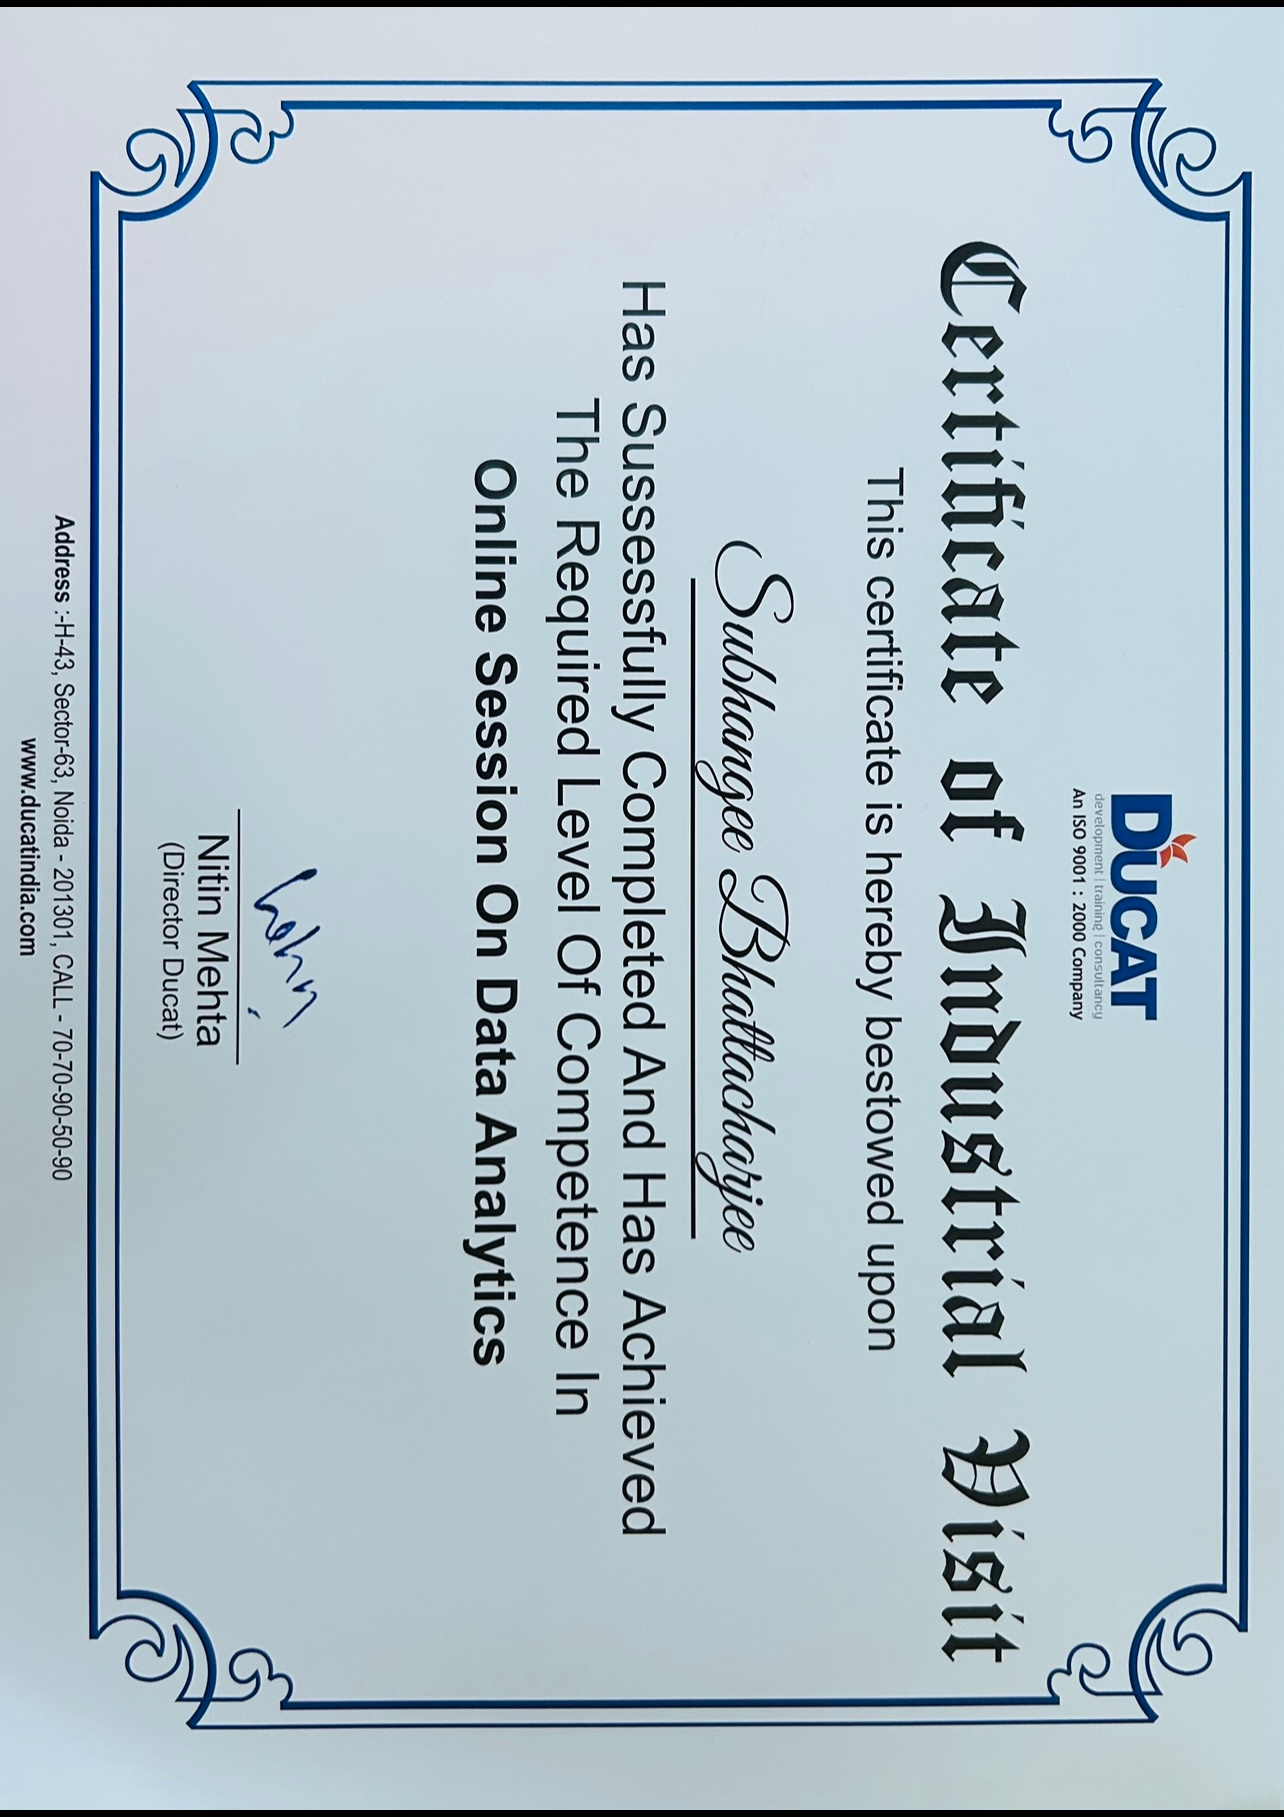 DUCAT
development | training | consultancy
An ISO 9001 : 2000 Company
Certificate of Industrial Visit
This certificate is hereby bestowed upon
Subhangee Bhattacharjee
Has Sussessfully Completed And Has Achieved
The Required Level Of Competence In
Online Session On Data Analytics
Nitin Mehta
(Director Ducat)
Address :-H-43, Sector-63, Noida - 201301, CALL - 70-70-90-50-90
www.ducatindia.com